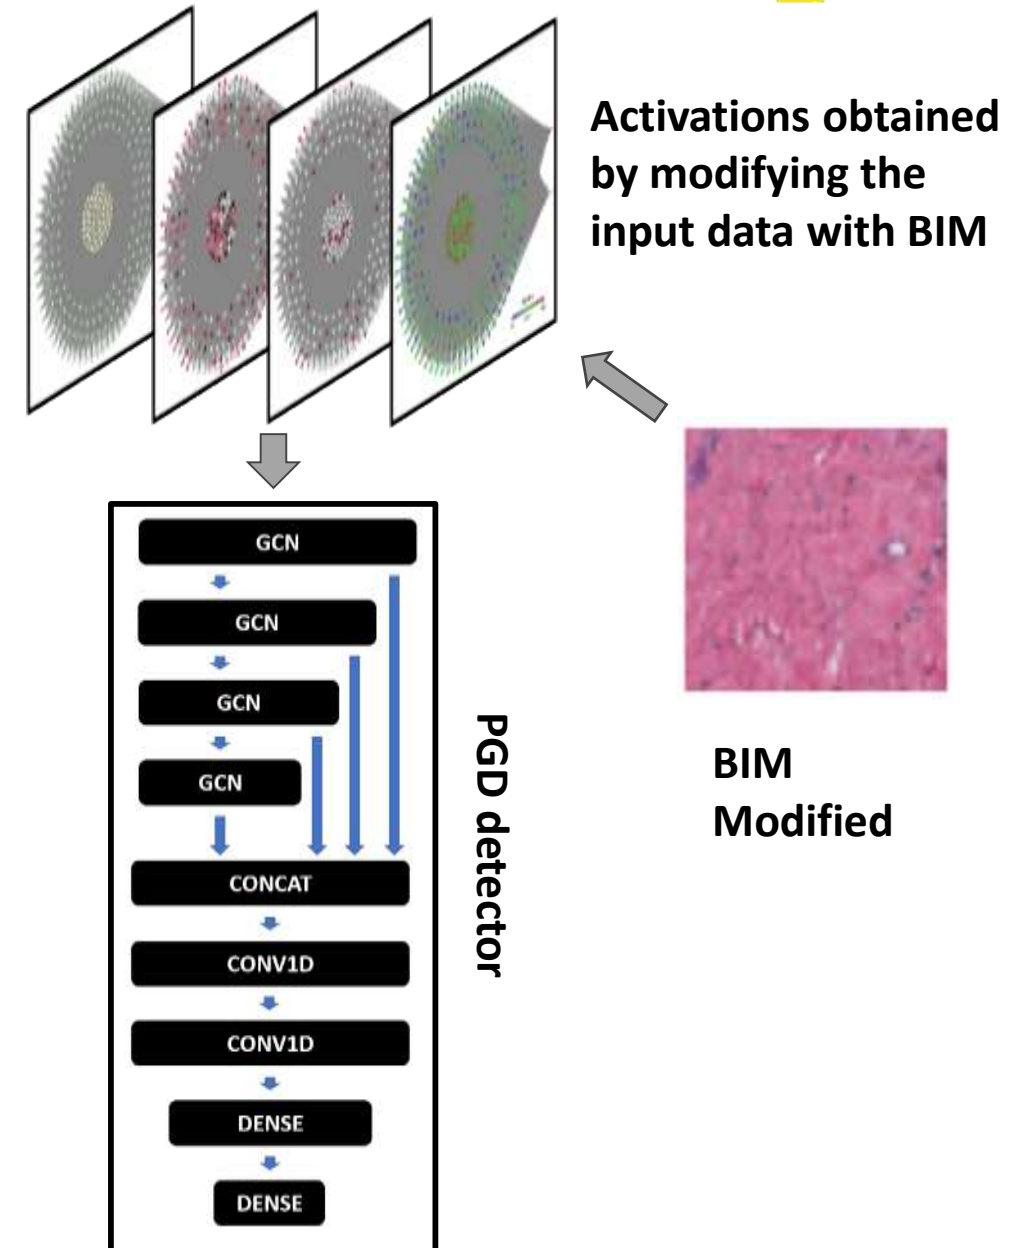 Activations obtained
by modifying the
input data with BIM
GCN
GCN
GCN
GCN
CONCAT
CONV1D
CONV1D
DENSE
DENSE
PGD detector
BIM
Modified